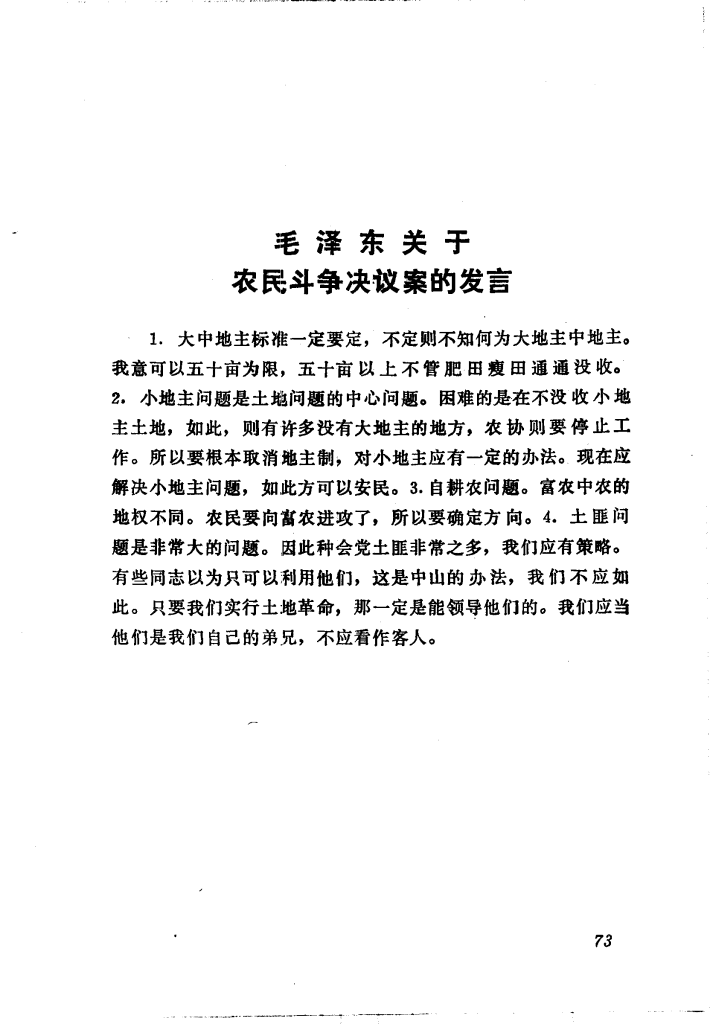 毛泽东关于
农民斗争决议案的发言
1. 大中地主标准一定要定，不定则不知何为大地主中地主。
我意可以五十亩为限，五十亩以上不管肥田瘦田通通没收。
2. 小地主问题是土地问题的中心问题。困难的是在不没收小地
主土地，如此，则有许多没有大地主的地方，农协则要停止工
作。所以要根本取消地主制，对小地主应有一定的办法。现在应
解决小地主问题，如此方可以安民。3.自耕农问题。富农中农的
地权不同。农民要向富农进攻了，所以要确定方向。4. 土匪问
题是非常大的问题。因此种会党土匪非常之多，我们应有策略。
有些同志以为只可以利用他们，这是中山的办法，我们不应如
此。只要我们实行土地革命，那一定是能领导他们的。我们应当
他们是我们自己的弟兄，不应看作客人。
73